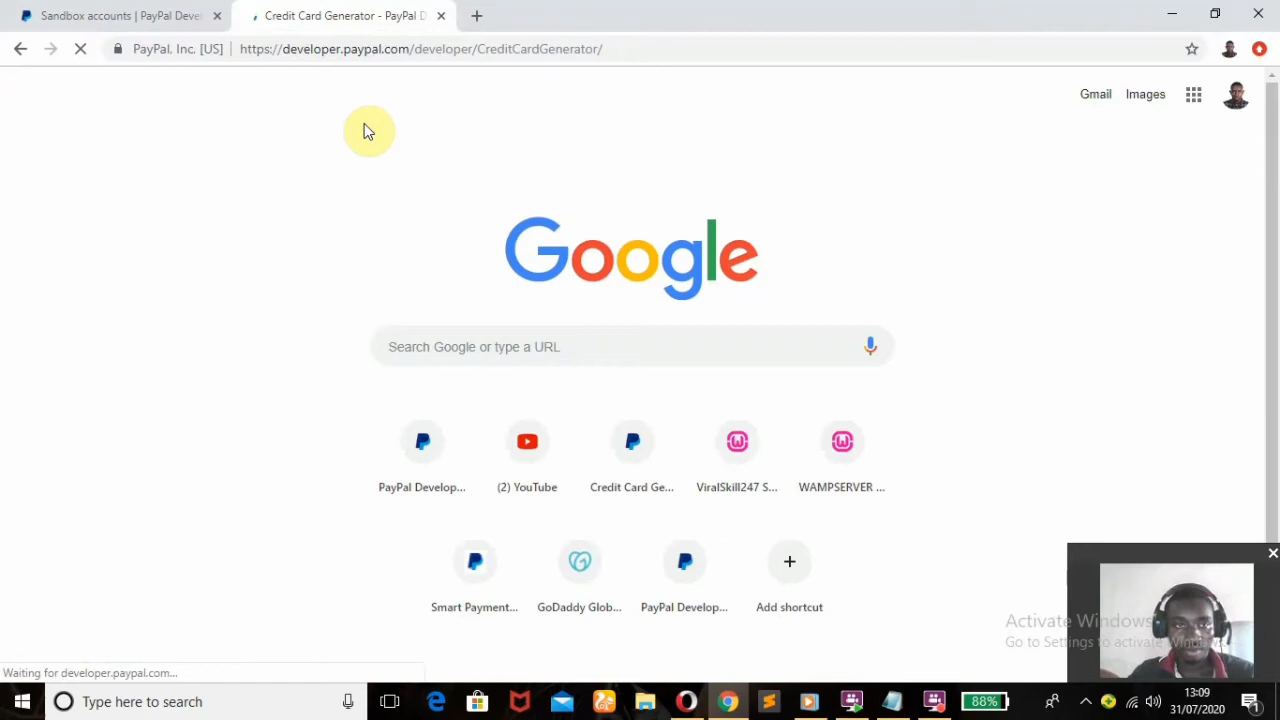 Sandbox accounts | PayPal Devel
Credit Card Generator - PayPal D
PayPal, Inc. [US]
https://developer.paypal.com/developer/CreditCardGenerator/
Gmail
Images
Google
Search Google or type a URL
PayPal Develop...
(2) YouTube
Credit Card Ge...
ViralSkill247 S...
WAMPSERVER ...
Smart Payment...
GoDaddy Glob...
PayPal Develop...
Add shortcut
Activate Windows
Go to Settings to activate Windows.
Waiting for developer.paypal.com...
Type here to search
88%
13:09
31/07/2020